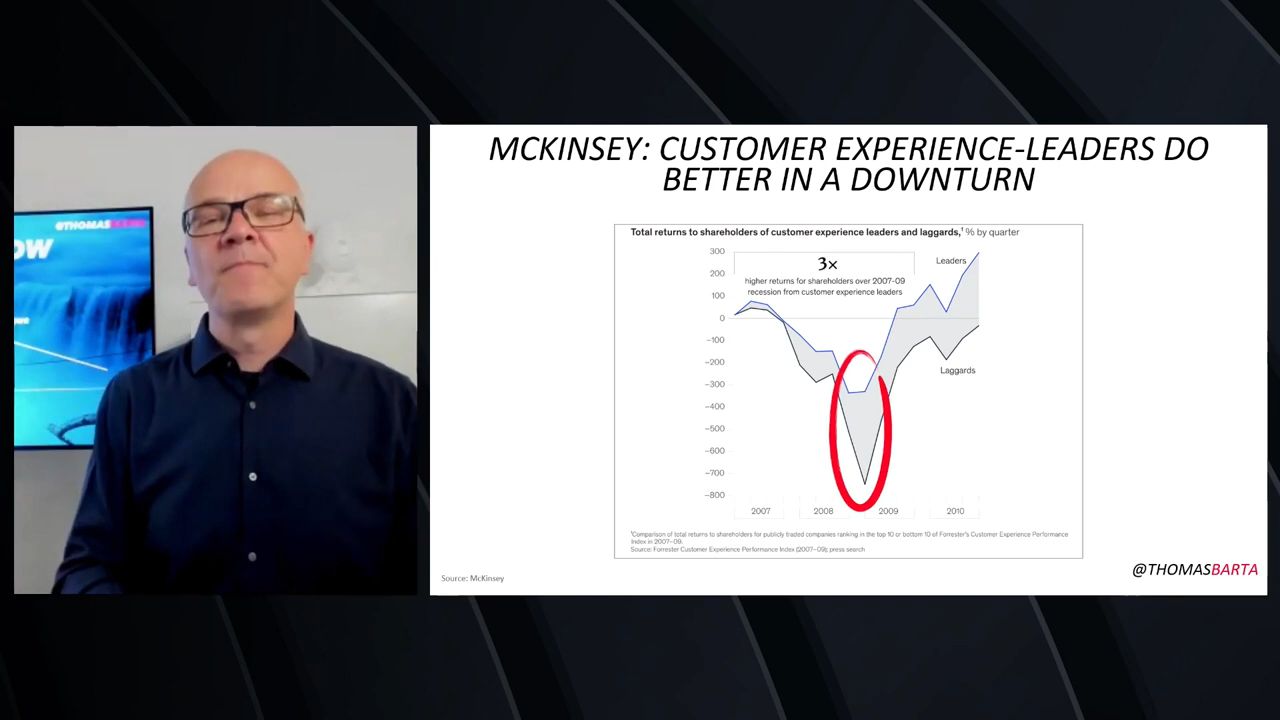 @THOMASBARTA
OW
MCKINSEY: CUSTOMER EXPERIENCE-LEADERS DO
BETTER IN A DOWNTURN
Total returns to shareholders of customer experience leaders and laggards,¹ % by quarter
300
200
100
0
–100
–200
–300
–400
–500
–600
–700
–800
3×
higher returns for shareholders over 2007-09
recession from customer experience leaders
Leaders
Laggards
2007
2008
2009
2010
¹Comparison of total returns to shareholders for publicly traded companies ranking in the top 10 or bottom 10 of Forrester's Customer Experience Performance
Index in 2007–09.
Source: Forrester Customer Experience Performance Index (2007–09); press search
Source: McKinsey
@THOMASBARTA